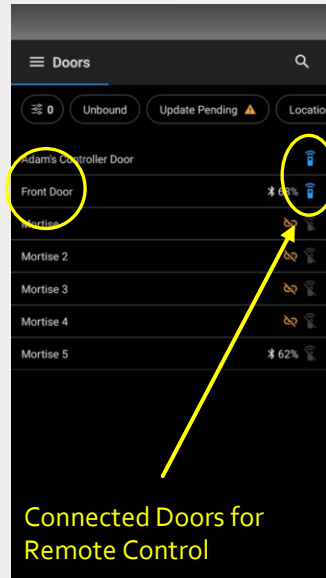 Doors
0 Unbound Update Pending Locatio
Adam's Controller Door
Front Door 63%
Mortise
Mortise 2
Mortise 3
Mortise 4
Mortise 5 62%
Connected Doors for
Remote Control